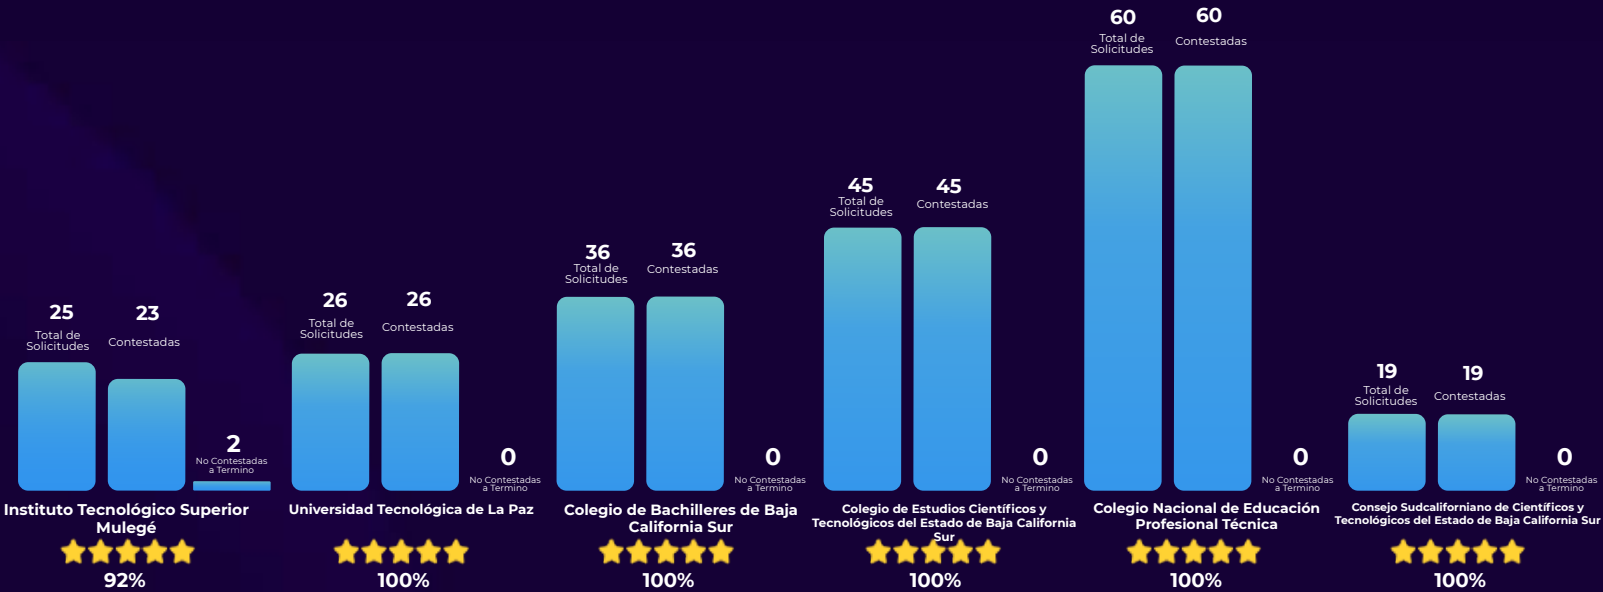 25
Total de
Solicitudes
23
Contestadas
2
No Contestadas
a Termino
Instituto Tecnológico Superior
Mulegé
92%
26
Total de
Solicitudes
26
Contestadas
0
No Contestadas
a Termino
Universidad Tecnológica de La Paz
100%
36
Total de
Solicitudes
36
Contestadas
0
No Contestadas
a Termino
Colegio de Bachilleres de Baja
California Sur
100%
45
Total de
Solicitudes
45
Contestadas
0
No Contestadas
a Termino
Colegio de Estudios Científicos y
Tecnológicos del Estado de Baja California
Sur
100%
60
Total de
Solicitudes
60
Contestadas
0
No Contestadas
a Termino
Colegio Nacional de Educación
Profesional Técnica
100%
19
Total de
Solicitudes
19
Contestadas
0
No Contestadas
a Termino
Consejo Sudcaliforniano de Científicos y
Tecnológicos del Estado de Baja California Sur
100%